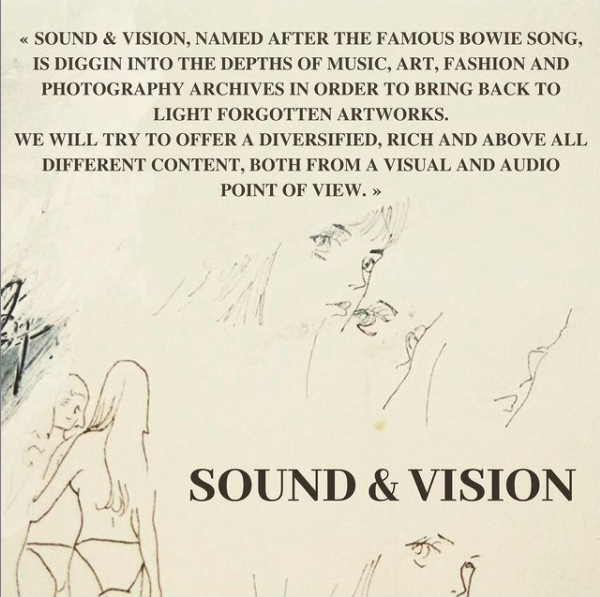 « SOUND & VISION, NAMED AFTER THE FAMOUS BOWIE SONG,
IS DIGGIN INTO THE DEPTHS OF MUSIC, ART, FASHION AND
PHOTOGRAPHY ARCHIVES IN ORDER TO BRING BACK TO
LIGHT FORGOTTEN ARTWORKS.
WE WILL TRY TO OFFER A DIVERSIFIED, RICH AND ABOVE ALL
DIFFERENT CONTENT, BOTH FROM A VISUAL AND AUDIO
POINT OF VIEW. »
SOUND & VISION